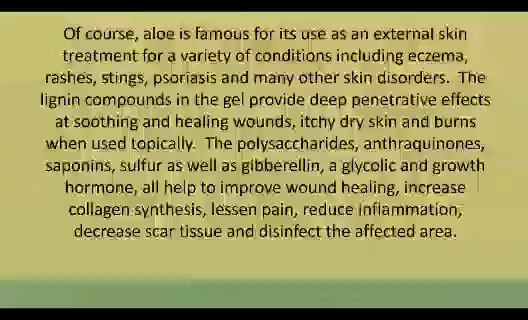 Of course, aloe is famous for its use as an external skin
treatment for a variety of conditions including eczema,
rashes, stings, psoriasis and many other skin disorders. The
lignin compounds in the gel provide deep penetrative effects
at soothing and healing wounds, itchy dry skin and burns
when used topically. The polysaccharides, anthraquinones,
saponins, sulfur as well as gibberellin, a glycolic and growth
hormone, all help to improve wound healing, increase
collagen synthesis, lessen pain, reduce inflammation,
decrease scar tissue and disinfect the affected area.